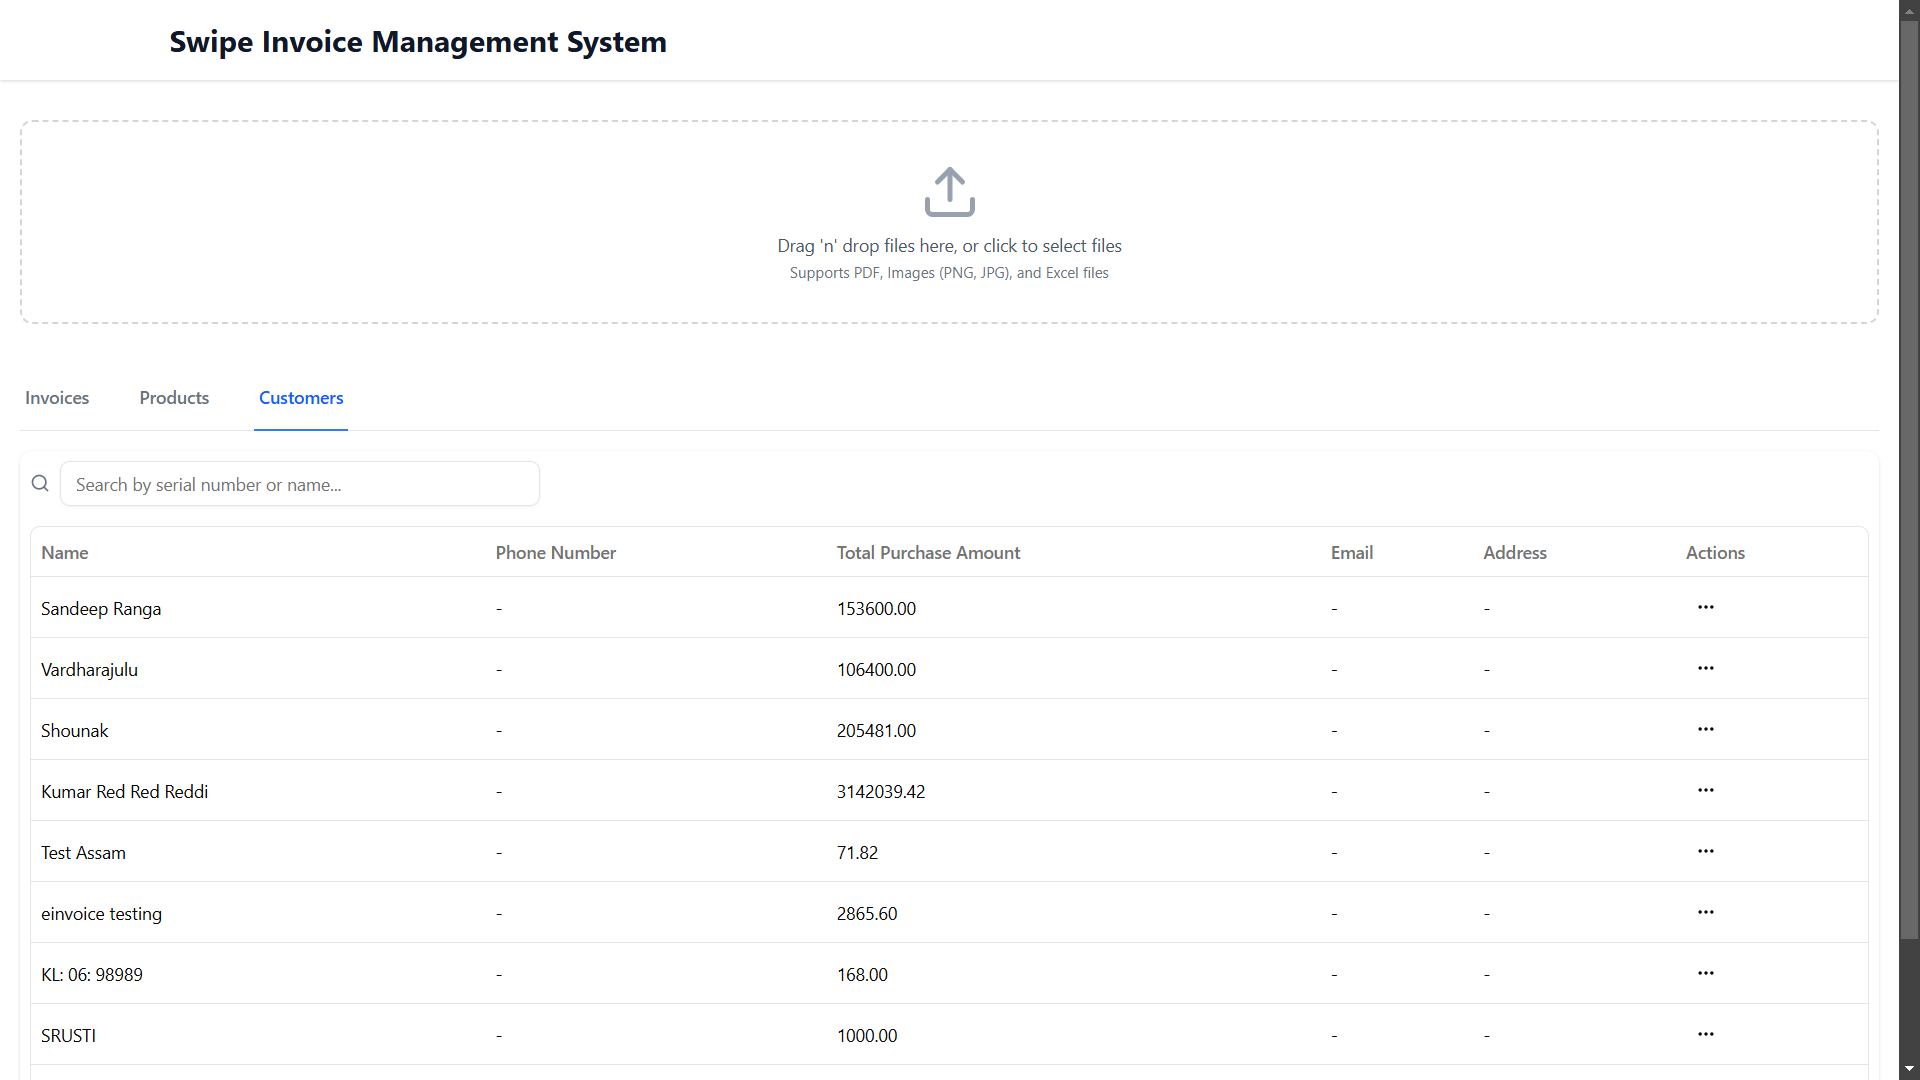 Swipe Invoice Management System
Drag 'n' drop files here, or click to select files
Supports PDF, Images (PNG, JPG), and Excel files
Invoices Products Customers
Search by serial number or name...
Name Phone Number Total Purchase Amount Email Address Actions
Sandeep Ranga - 153600.00 - - ...
Vardharajulu - 106400.00 - - ...
Shounak - 205481.00 - - ...
Kumar Red Red Reddi - 3142039.42 - - ...
Test Assam - 71.82 - - ...
einvoice testing - 2865.60 - - ...
KL: 06: 98989 - 168.00 - - ...
SRUSTI - 1000.00 - - ...